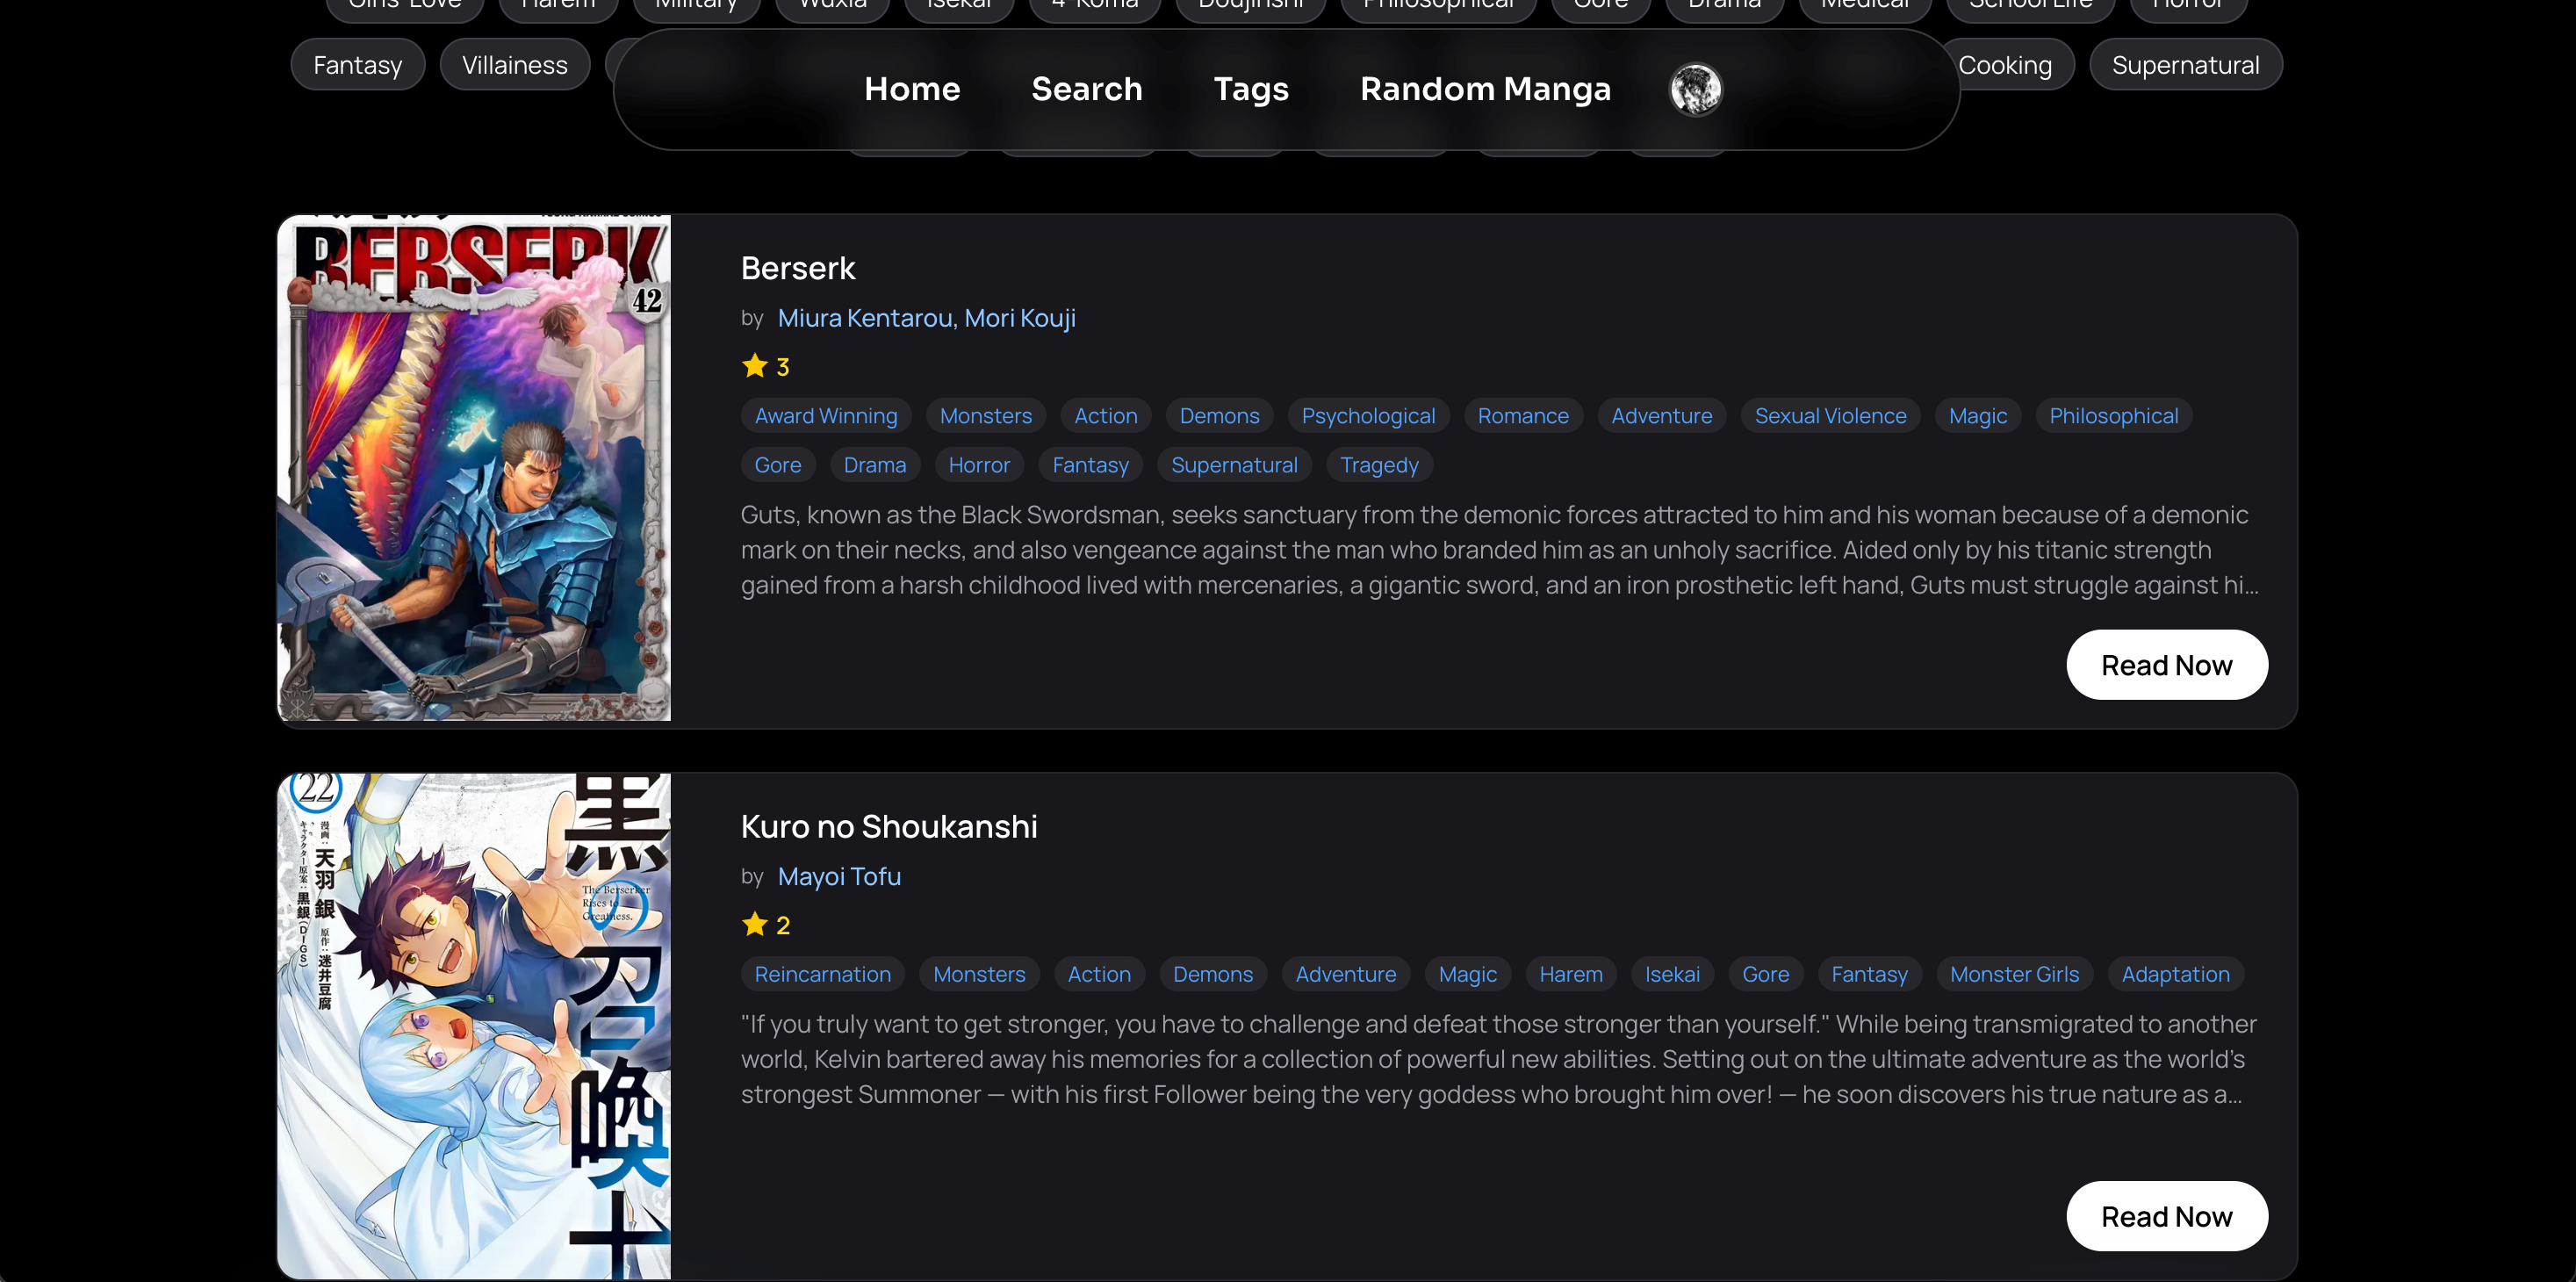 Girls' Love Harem Military Wuxia Isekai 4-Koma Doujinshi Philosophical Gore Drama Medical School Life Horror
Fantasy Villainess Cooking Supernatural
Home Search Tags Random Manga
BERSERK
42
Berserk
by Miura Kentarou, Mori Kouji
3
Award Winning Monsters Action Demons Psychological Romance Adventure Sexual Violence Magic Philosophical
Gore Drama Horror Fantasy Supernatural Tragedy
Guts, known as the Black Swordsman, seeks sanctuary from the demonic forces attracted to him and his woman because of a demonic
mark on their necks, and also vengeance against the man who branded him as an unholy sacrifice. Aided only by his titanic strength
gained from a harsh childhood lived with mercenaries, a gigantic sword, and an iron prosthetic left hand, Guts must struggle against hi…
Read Now
22
黒の召喚士
The Berserker
Rises to
Greatness.
漫画:天羽 銀
原作:迷井豆腐
キャラクター原案:黒銀(DIGS)
Kuro no Shoukanshi
by Mayoi Tofu
2
Reincarnation Monsters Action Demons Adventure Magic Harem Isekai Gore Fantasy Monster Girls Adaptation
"If you truly want to get stronger, you have to challenge and defeat those stronger than yourself." While being transmigrated to another
world, Kelvin bartered away his memories for a collection of powerful new abilities. Setting out on the ultimate adventure as the world's
strongest Summoner — with his first Follower being the very goddess who brought him over! — he soon discovers his true nature as a…
Read Now